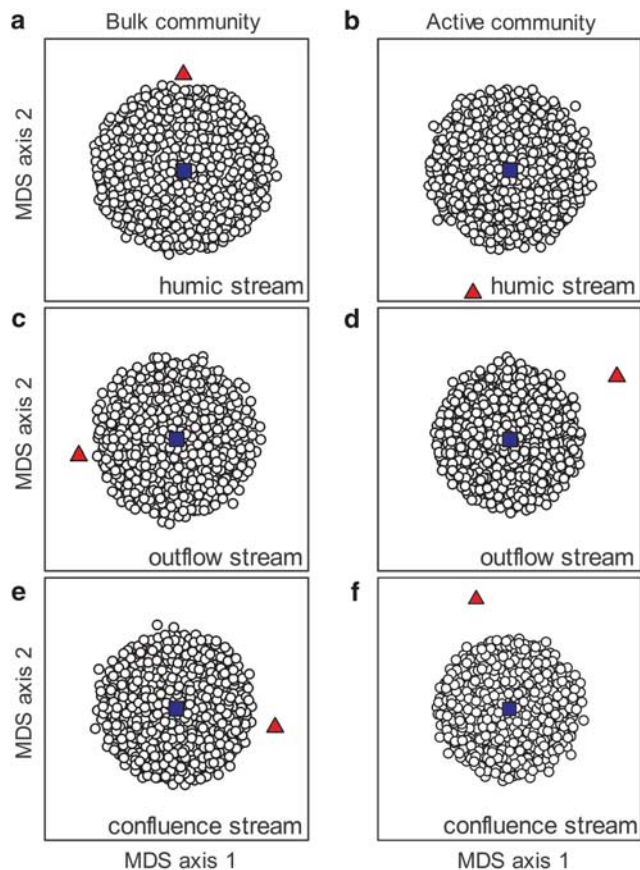 a Bulk community
b Active community
MDS axis 2
humic stream
humic stream
c
d
MDS axis 2
outflow stream
outflow stream
e
f
MDS axis 2
confluence stream
confluence stream
MDS axis 1
MDS axis 1